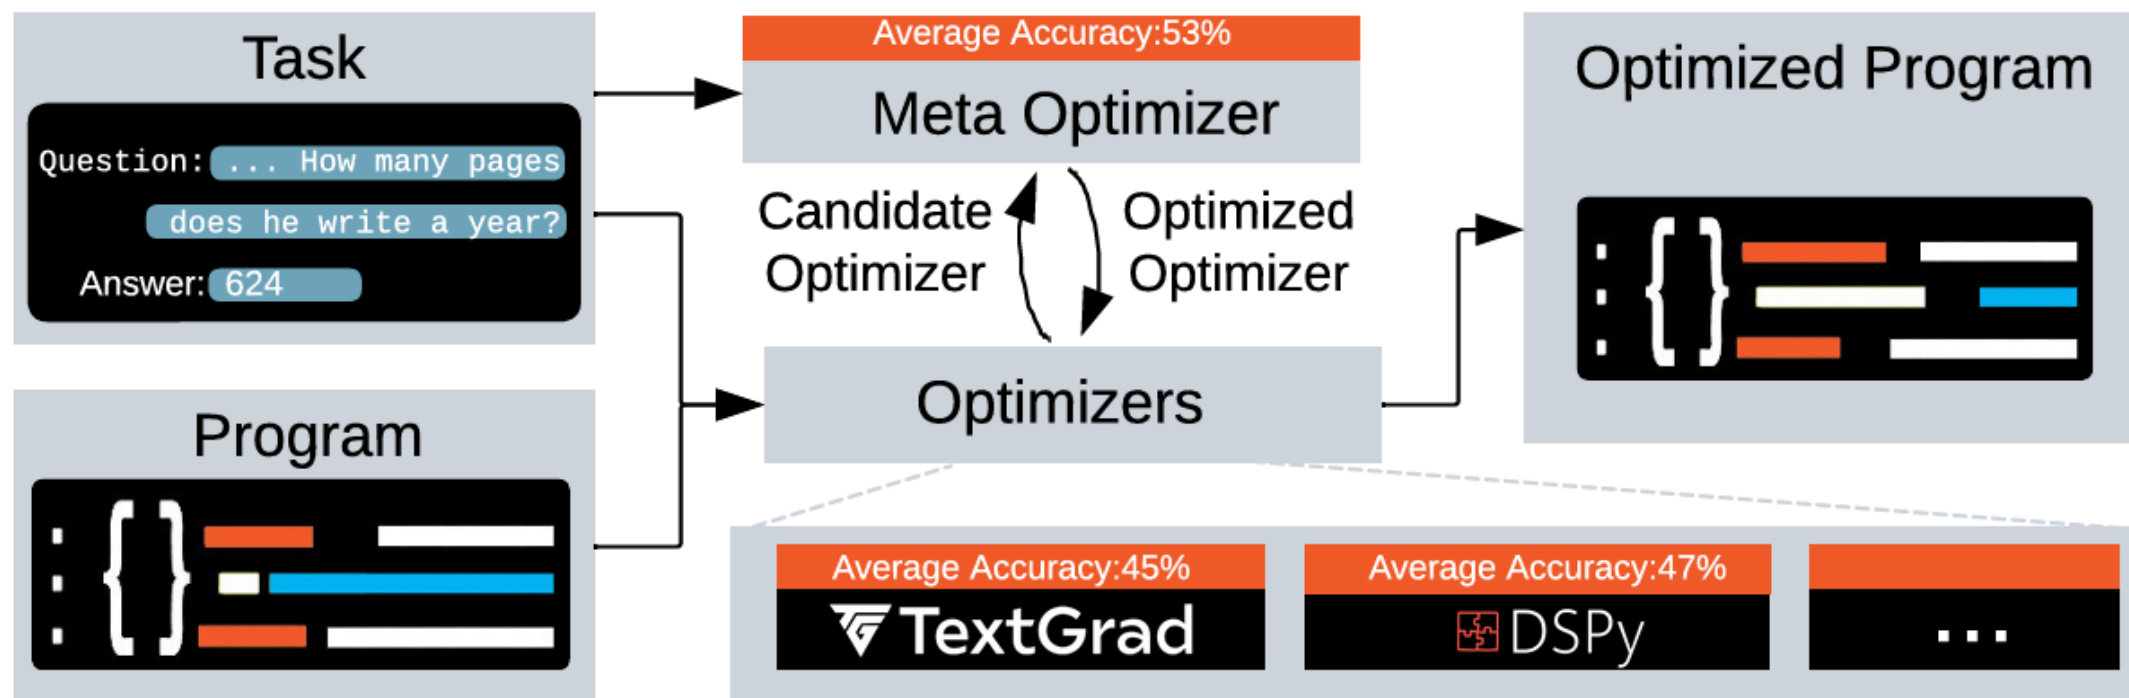 Task
Question: ... How many pages
does he write a year?
Answer: 624
Program
Average Accuracy:53%
Meta Optimizer
Candidate
Optimizer
Optimized
Optimizer
Optimizers
Average Accuracy:45%
TextGrad
Average Accuracy:47%
DSPy
...
Optimized Program